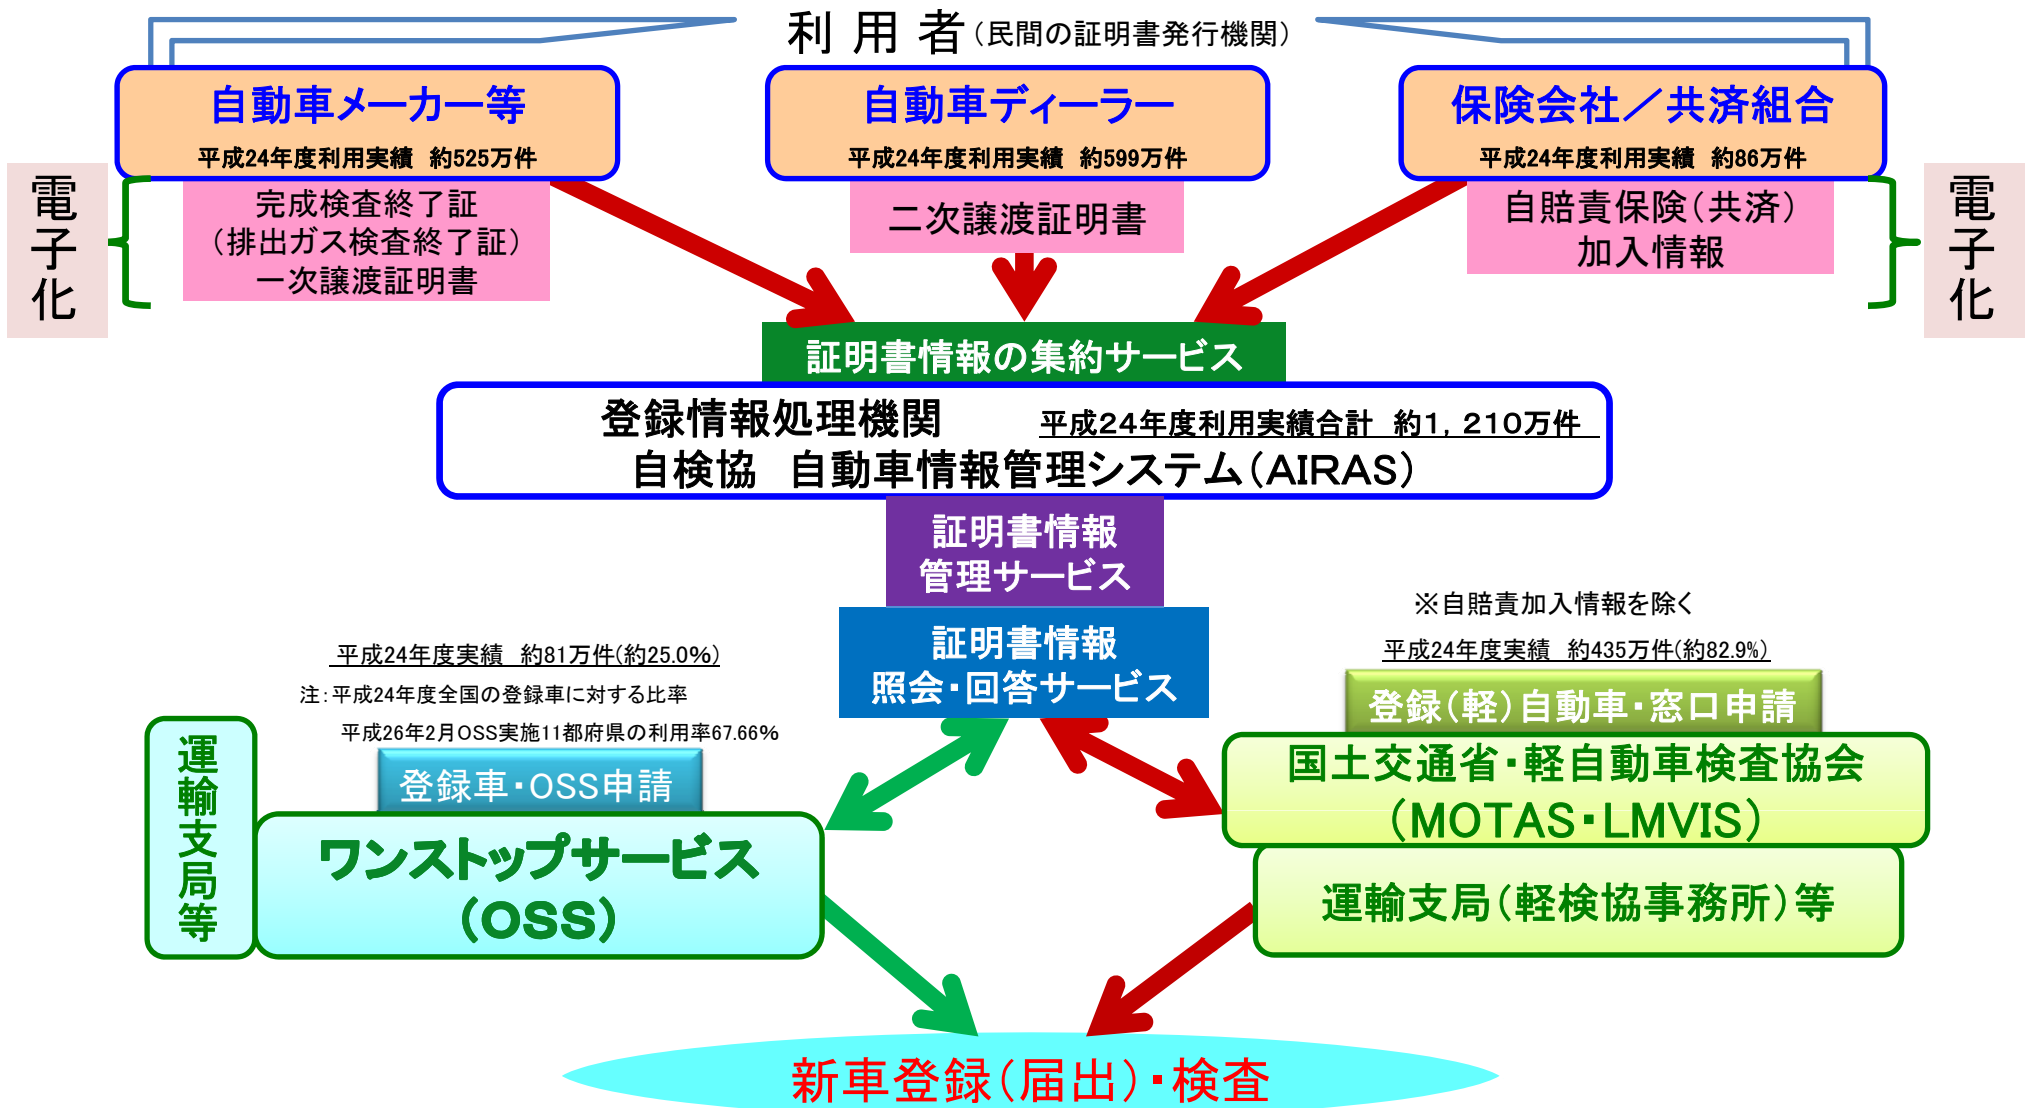 利用者（民間の証明書発行機関）
自動車メーカー等
平成24年度利用実績　約525万件
自動車ディーラー
平成24年度利用実績　約599万件
保険会社／共済組合
平成24年度利用実績　約86万件
電子化
完成検査終了証
（排出ガス検査終了証）
一次譲渡証明書
二次譲渡証明書
自賠責保険（共済）
加入情報
電子化
証明書情報の集約サービス
登録情報処理機関　平成２４年度利用実績合計　約１，２１０万件
自検協　自動車情報管理システム（AIRAS）
証明書情報
管理サービス
証明書情報
照会・回答サービス
平成24年度実績　約81万件(約25.0%)
注：平成24年度全国の登録車に対する比率
平成26年2月OSS実施11都府県の利用率67.66%
登録車・OSS申請
運輸支局等
ワンストップサービス
（OSS）
※自賠責加入情報を除く
平成24年度実績　約435万件(約82.9%)
登録（軽）自動車・窓口申請
国土交通省・軽自動車検査協会
（MOTAS・LMVIS）
運輸支局（軽検協事務所）等
新車登録（届出）・検査